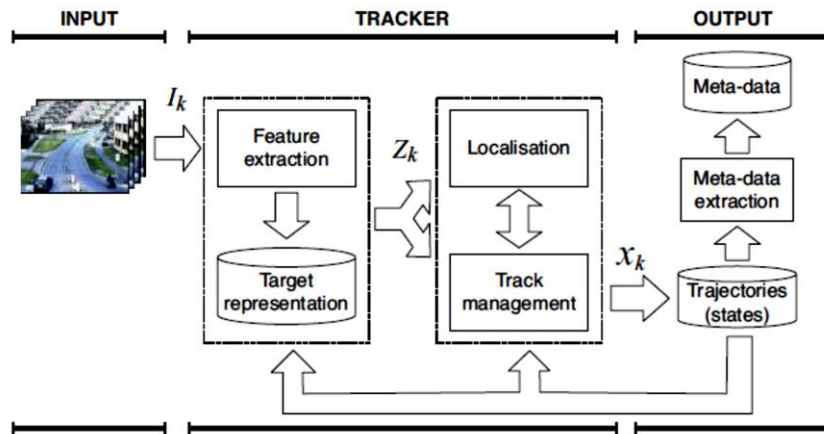 INPUT
TRACKER
OUTPUT
I_k
Feature
extraction
Target
representation
Z_k
Localisation
Track
management
x_k
Meta-data
Meta-data
extraction
Trajectories
(states)